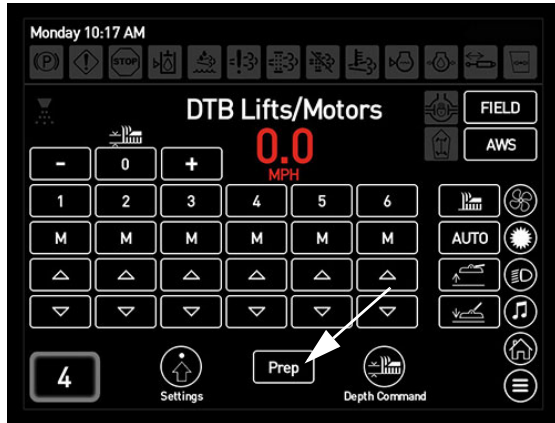 Monday 10:17 AM
(P) STOP
DTB Lifts/Motors FIELD
0.0 AWS
- 0 + MPH
1 2 3 4 5 6
M M M M M M AUTO
4 Prep
Settings Depth Command